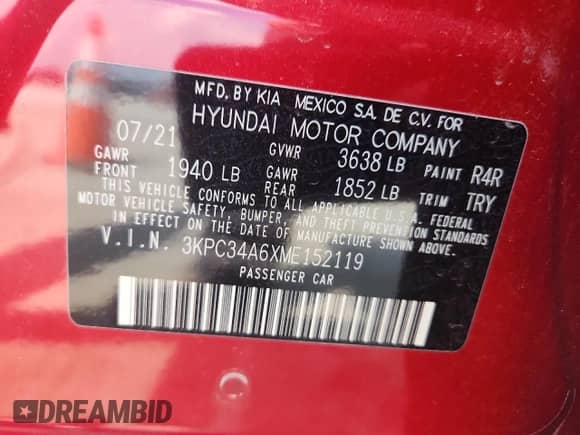 MFD. BY KIA MEXICO S.A. DE C.V. FOR
HYUNDAI MOTOR COMPANY
07/21 GVWR 3638 LB PAINT R4R
GAWR FRONT 1940 LB GAWR REAR 1852 LB TRIM TRY
THIS VEHICLE CONFORMS TO ALL APPLICABLE U.S.A. FEDERAL
MOTOR VEHICLE SAFETY, BUMPER, AND THEFT PREVENTION STANDARDS
IN EFFECT ON THE DATE OF MANUFACTURE SHOWN ABOVE.
V.I.N. 3KPC34A6XME152119
PASSENGER CAR
DREAMBID